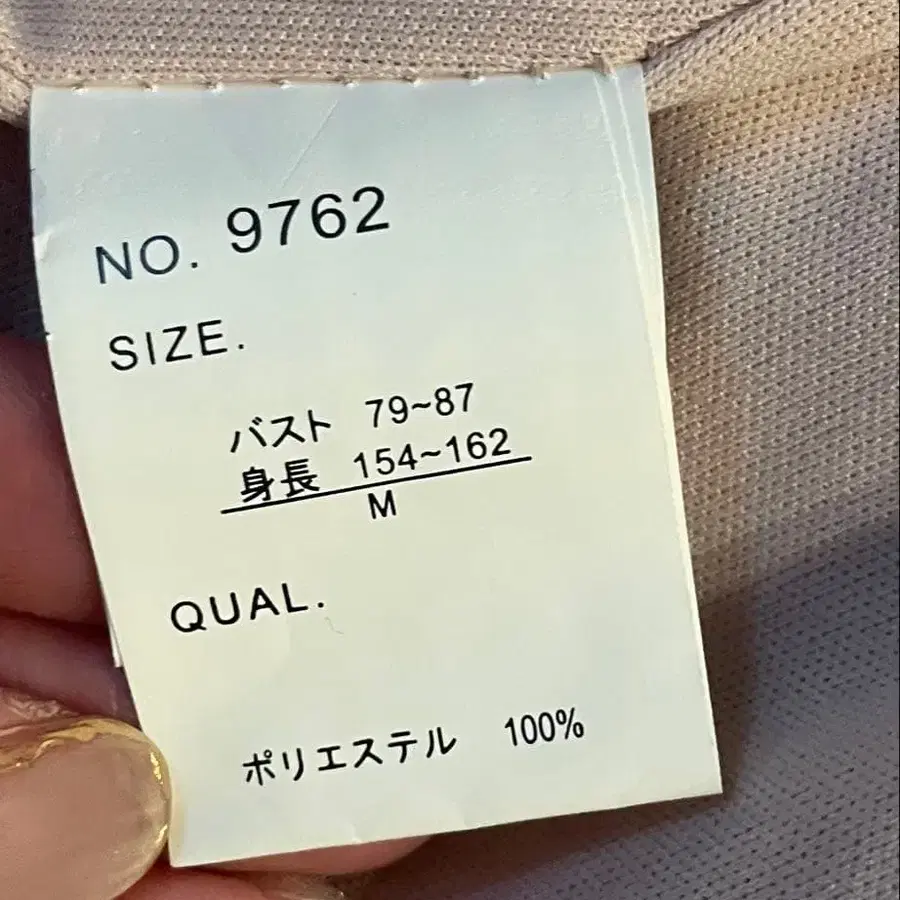 NO. 9762
SIZE.
バスト 79~87
身長 154~162
M
QUAL.
ポリエステル 100%